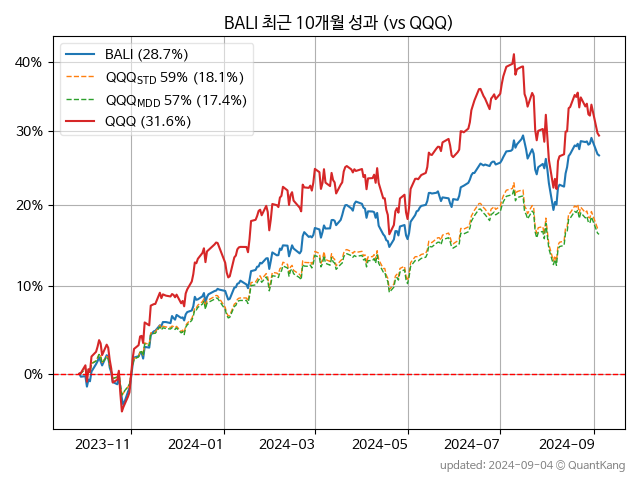 BALI 최근 10개월 성과 (vs QQQ)
BALI (28.7%)
QQQSTD 59% (18.1%)
QQQMDD 57% (17.4%)
QQQ (31.6%)
40%
30%
20%
10%
0%
2023-11 2024-01 2024-03 2024-05 2024-07 2024-09
updated: 2024-09-04 © QuantKang